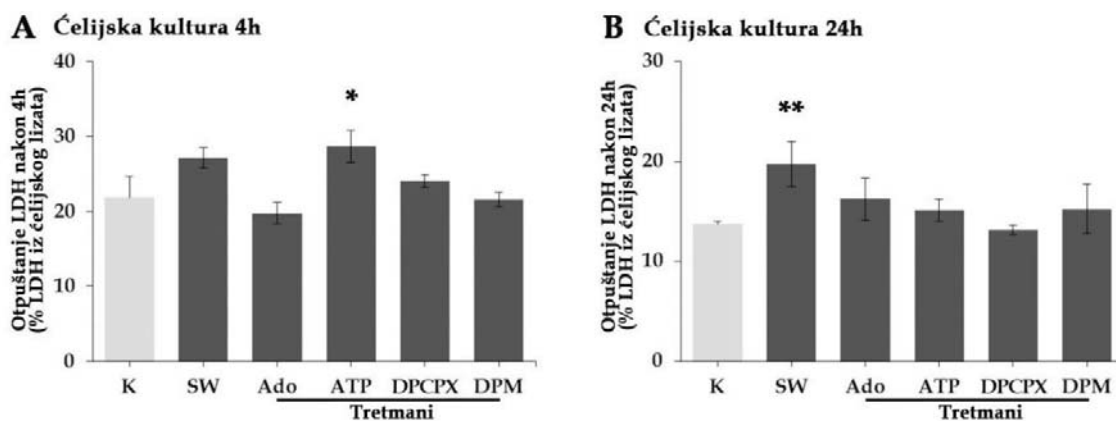 A Ćelijska kultura 4h
Otpuštanje LDH nakon 4h
(% LDH iz ćelijskog lizata)
40
30
20
10
0
*
K SW Ado ATP DPCPX DPM
Tretmani
B Ćelijska kultura 24h
Otpuštanje LDH nakon 24h
(% LDH iz ćelijskog lizata)
30
20
10
0
**
K SW Ado ATP DPCPX DPM
Tretmani